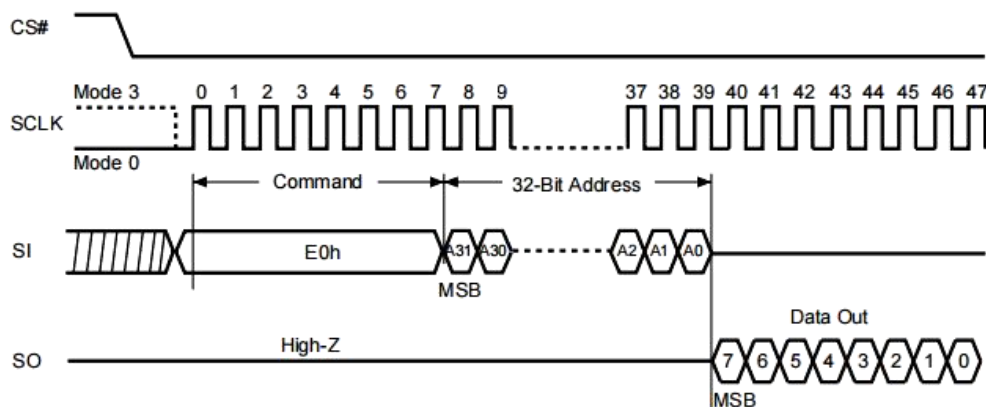 CS#
Mode 3 0 1 2 3 4 5 6 7 8 9 37 38 39 40 41 42 43 44 45 46 47
SCLK
Mode 0
Command 32-Bit Address
SI E0h A31 A30 A2 A1 A0
MSB
Data Out
High-Z
SO 7 6 5 4 3 2 1 0
MSB